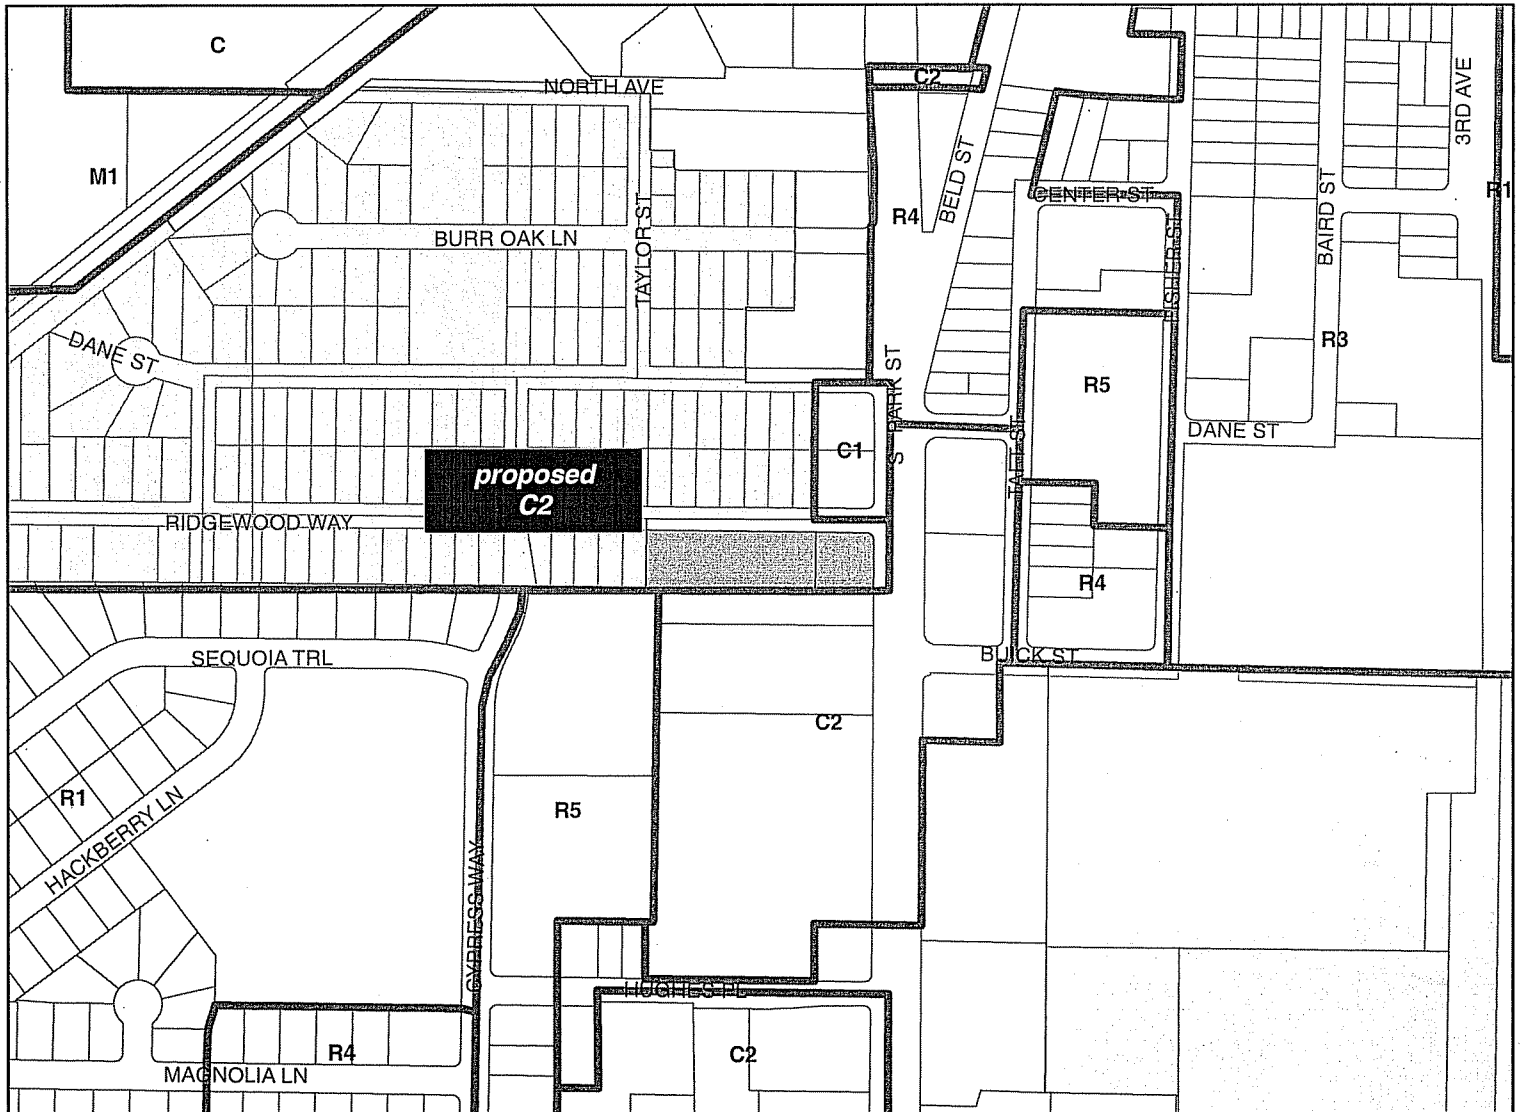 C
C2
NORTH AVE
3RD AVE
M1
R1
CENTER ST
BELD ST
R4
BAIRD ST
BURR OAK LN
TAYLOR ST
FISHER ST
DANE ST
R3
R5
S PARK ST
DANE ST
C1
TAFT ST
proposed
C2
RIDGEWOOD WAY
R4
BUICK ST
SEQUOIA TRL
C2
R1
R5
HACKBERRY LN
CYPRESS WAY
HUGHES PL
R4
C2
MAGNOLIA LN